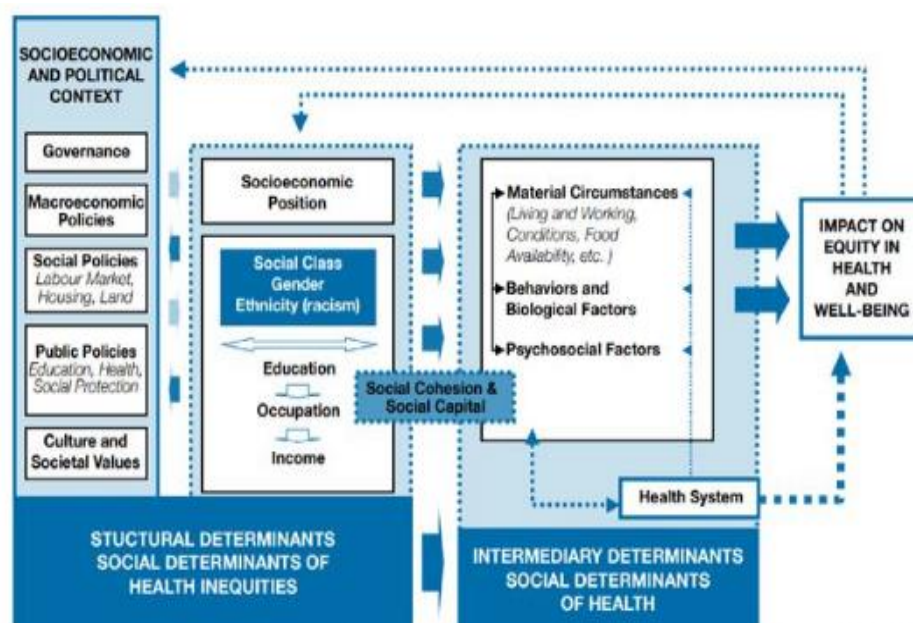 SOCIOECONOMIC
AND POLITICAL
CONTEXT
Governance
Macroeconomic
Policies
Social Policies
Labour Market,
Housing, Land
Public Policies
Education, Health,
Social Protection
Culture and
Societal Values
Socioeconomic
Position
Social Class
Gender
Ethnicity (racism)
Education
Occupation
Income
Social Cohesion &
Social Capital
Material Circumstances
(Living and Working,
Conditions, Food
Availability, etc. )
Behaviors and
Biological Factors
Psychosocial Factors
Health System
IMPACT ON
EQUITY IN
HEALTH
AND
WELL-BEING
STUCTURAL DETERMINANTS
SOCIAL DETERMINANTS OF
HEALTH INEQUITIES
INTERMEDIARY DETERMINANTS
SOCIAL DETERMINANTS
OF HEALTH